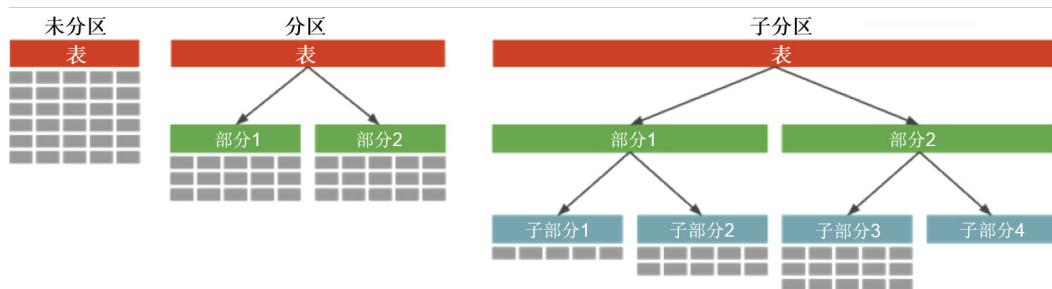 未分区
分区
子分区
表
表
表
部分1
部分2
部分1
部分2
子部分1
子部分2
子部分3
子部分4